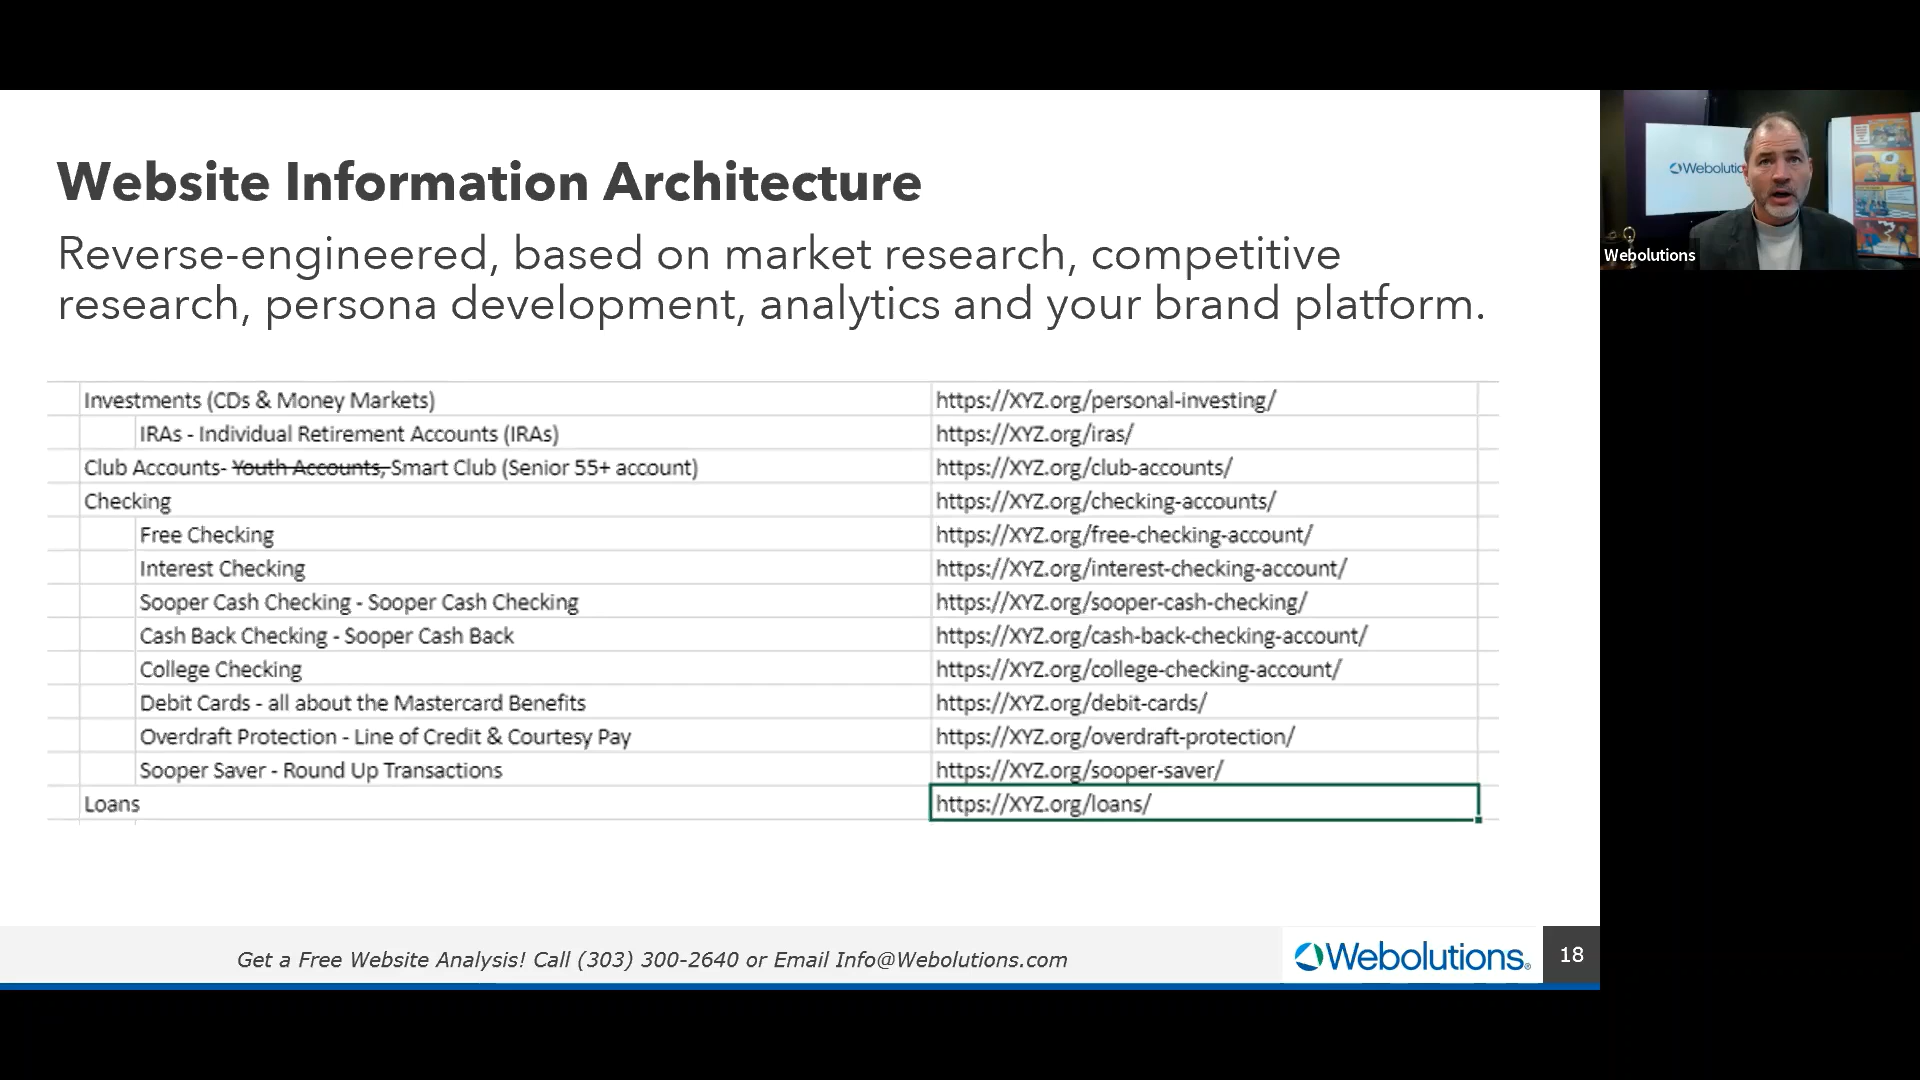 Website Information Architecture
Reverse-engineered, based on market research, competitive
research, persona development, analytics and your brand platform.
Investments (CDs & Money Markets) https://XYZ.org/personal-investing/
IRAs - Individual Retirement Accounts (IRAs) https://XYZ.org/iras/
Club Accounts- Youth Accounts, Smart Club (Senior 55+ account) https://XYZ.org/club-accounts/
Checking https://XYZ.org/checking-accounts/
Free Checking https://XYZ.org/free-checking-account/
Interest Checking https://XYZ.org/interest-checking-account/
Sooper Cash Checking - Sooper Cash Checking https://XYZ.org/sooper-cash-checking/
Cash Back Checking - Sooper Cash Back https://XYZ.org/cash-back-checking-account/
College Checking https://XYZ.org/college-checking-account/
Debit Cards - all about the Mastercard Benefits https://XYZ.org/debit-cards/
Overdraft Protection - Line of Credit & Courtesy Pay https://XYZ.org/overdraft-protection/
Sooper Saver - Round Up Transactions https://XYZ.org/sooper-saver/
Loans https://XYZ.org/loans/
Get a Free Website Analysis! Call (303) 300-2640 or Email Info@Webolutions.com
Webolutions®
18
Webolutic
Webolutions